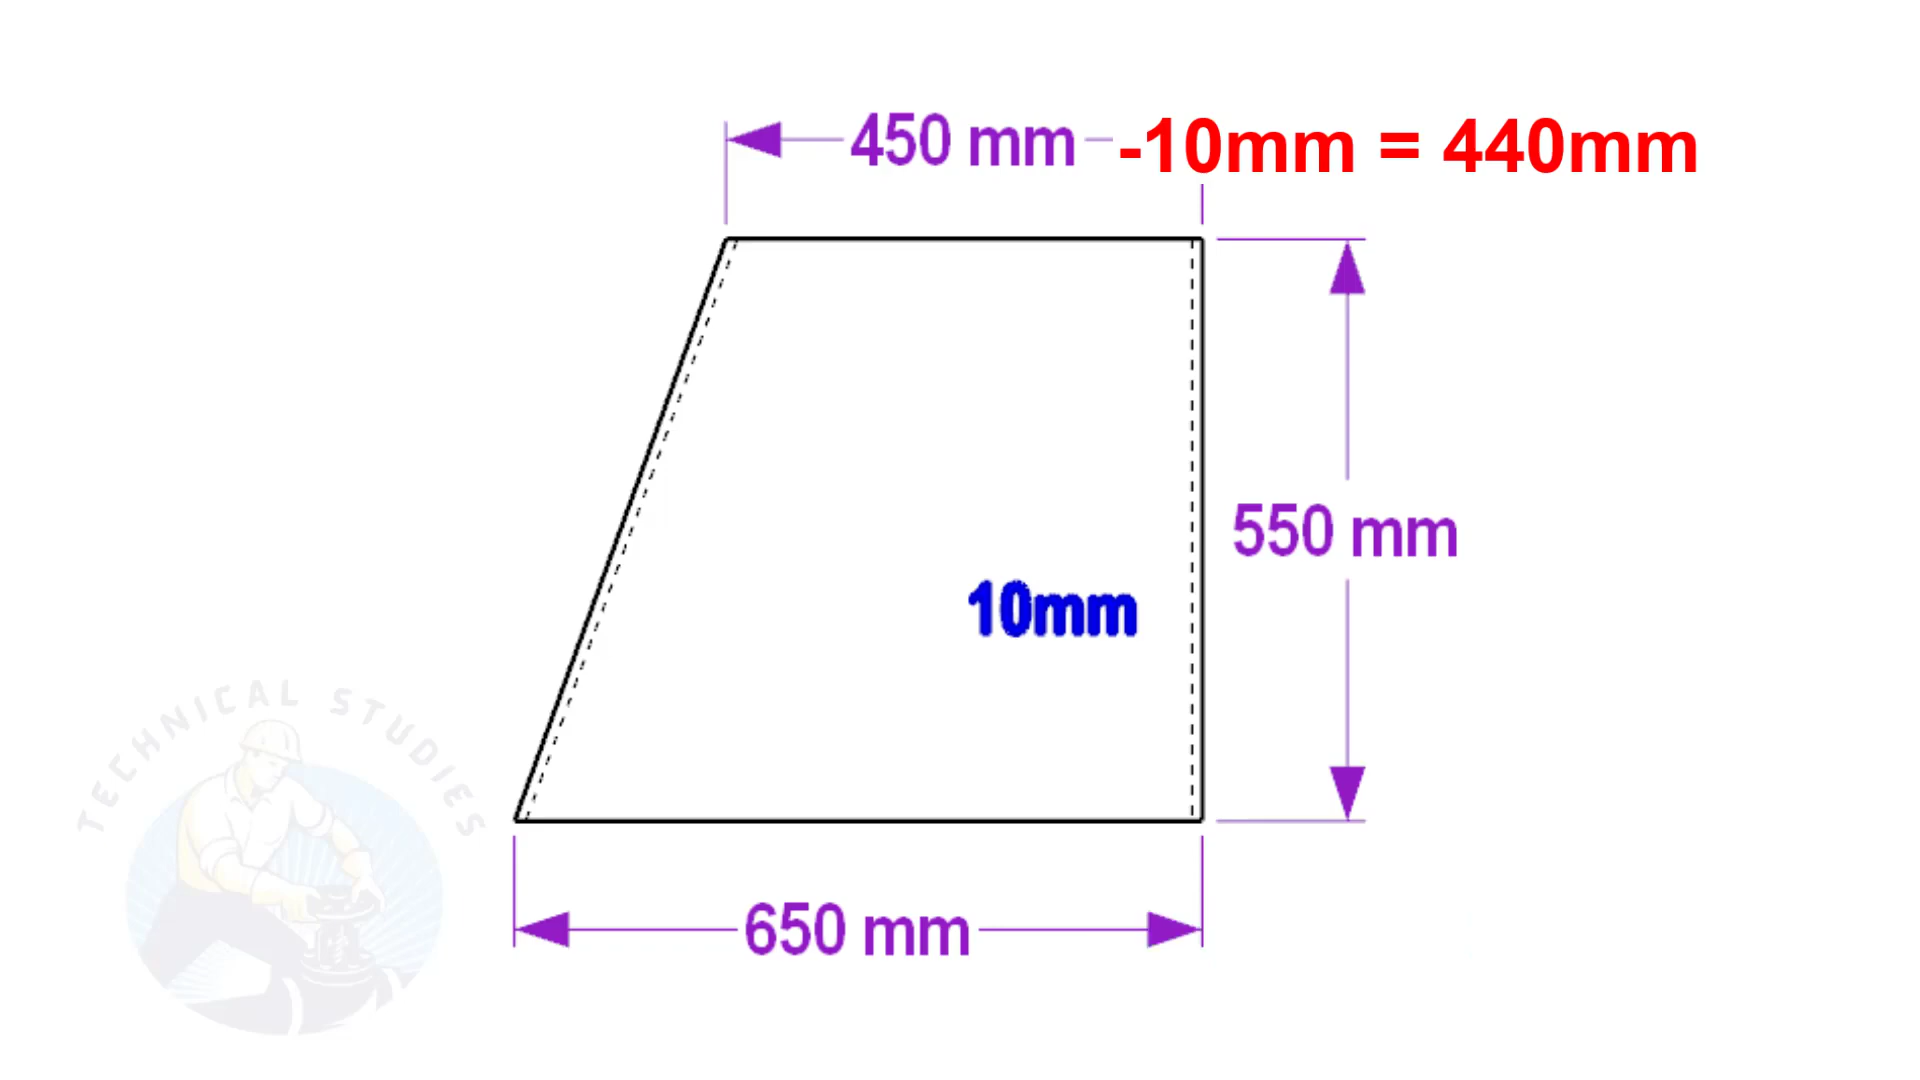 450 mm -10mm = 440mm
550 mm
10mm
TECHNICAL STUDIES
650 mm